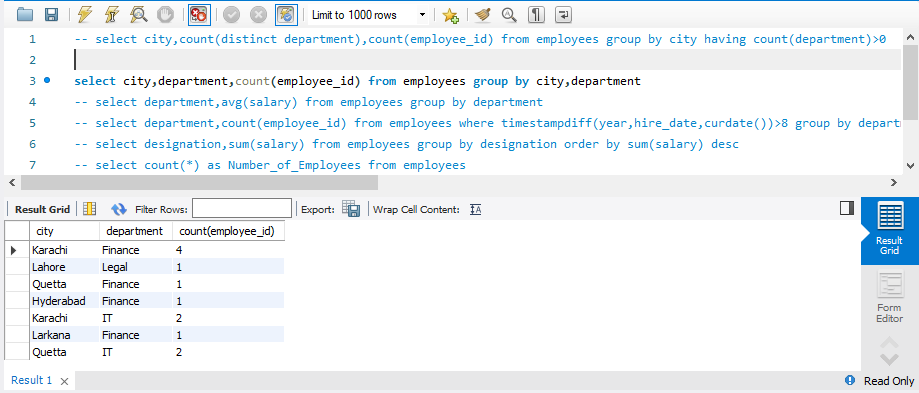 Limit to 1000 rows
1 -- select city,count(distinct department),count(employee_id) from employees group by city having count(department)>0
2
3 select city,department,count(employee_id) from employees group by city,department
4 -- select department,avg(salary) from employees group by department
5 -- select department,count(employee_id) from employees where timestampdiff(year,hire_date,curdate())>8 group by departm
6 -- select designation,sum(salary) from employees group by designation order by sum(salary) desc
7 -- select count(*) as Number_of_Employees from employees
Result Grid Filter Rows: Export: Wrap Cell Content:
city department count(employee_id)
Karachi Finance 4
Lahore Legal 1
Quetta Finance 1
Hyderabad Finance 1
Karachi IT 2
Larkana Finance 1
Quetta IT 2
Result
Grid
Form
Editor
Result 1 Read Only